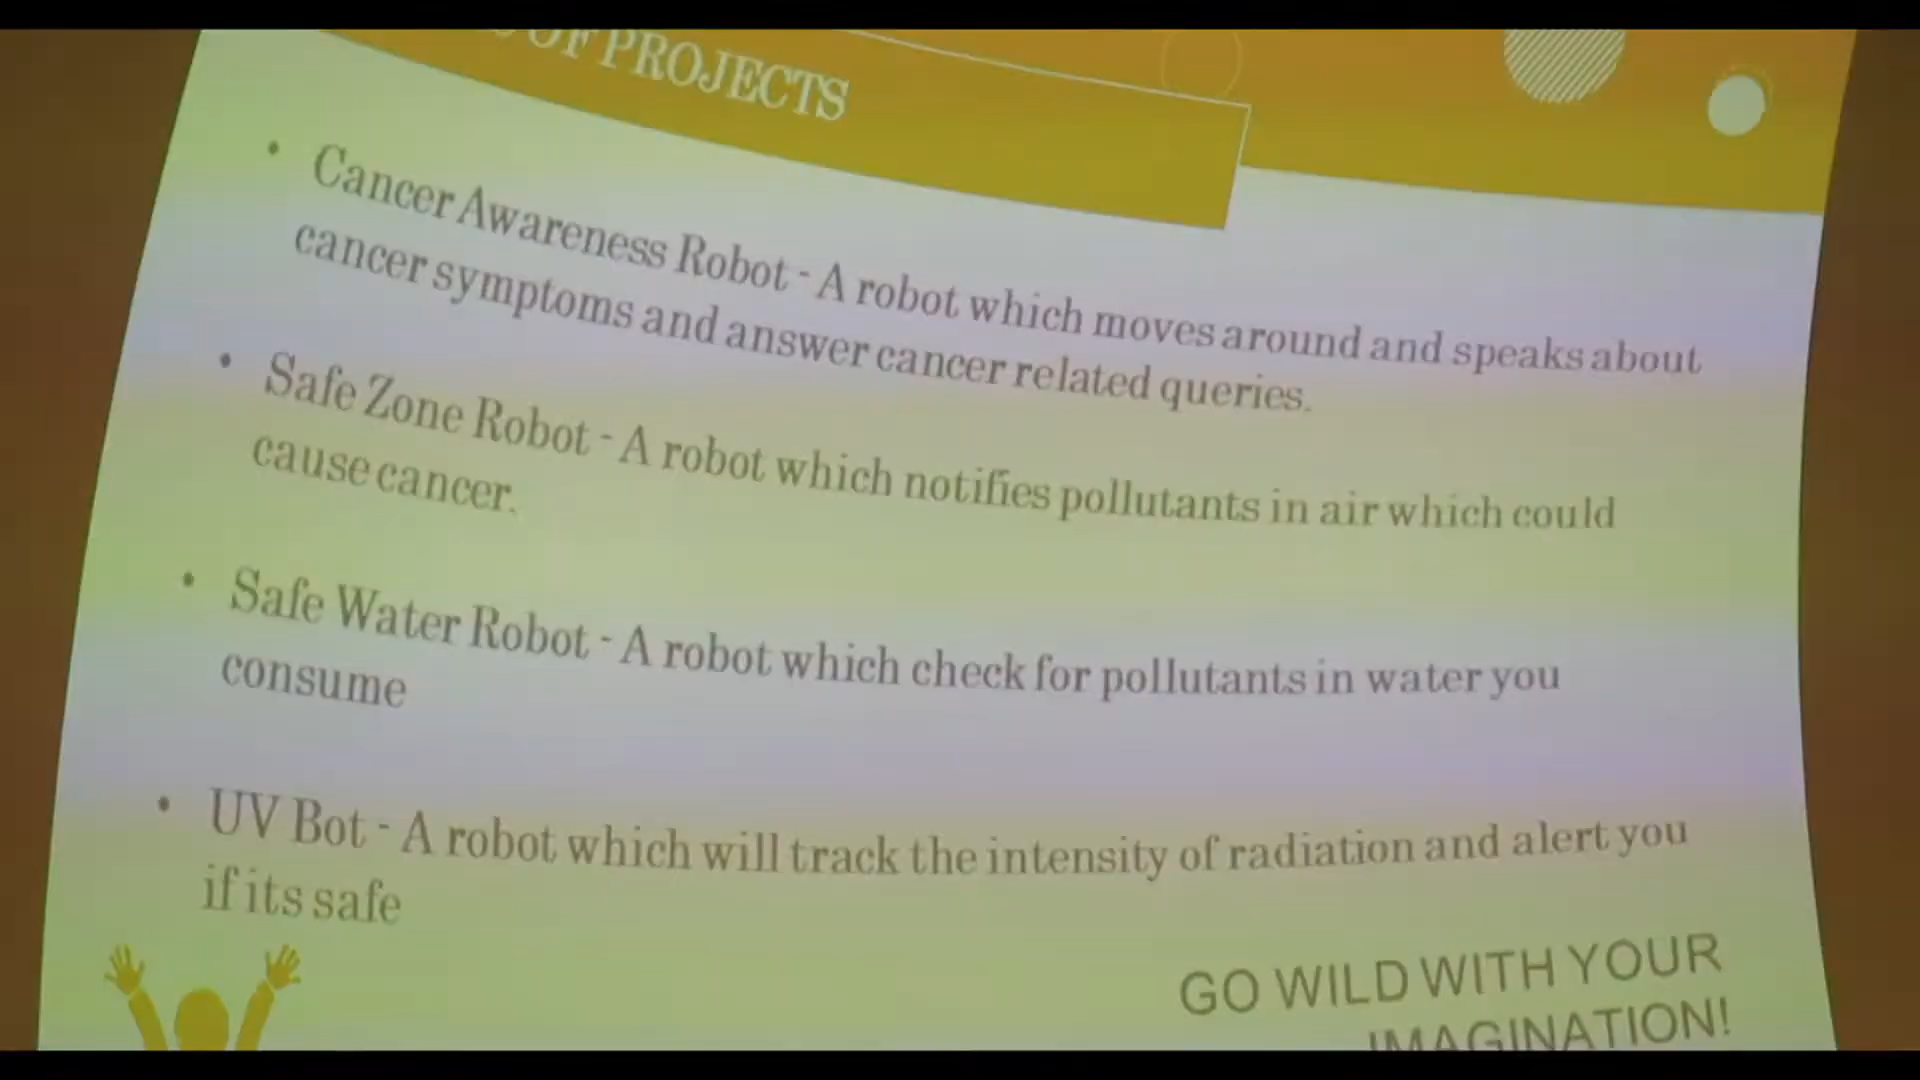 OF PROJECTS
• Cancer Awareness Robot - A robot which moves around and speaks about
cancer symptoms and answer cancer related queries.
• Safe Zone Robot - A robot which notifies pollutants in air which could
cause cancer.
• Safe Water Robot - A robot which check for pollutants in water you
consume
• UV Bot - A robot which will track the intensity of radiation and alert you
if its safe
GO WILD WITH YOUR
IMAGINATION!